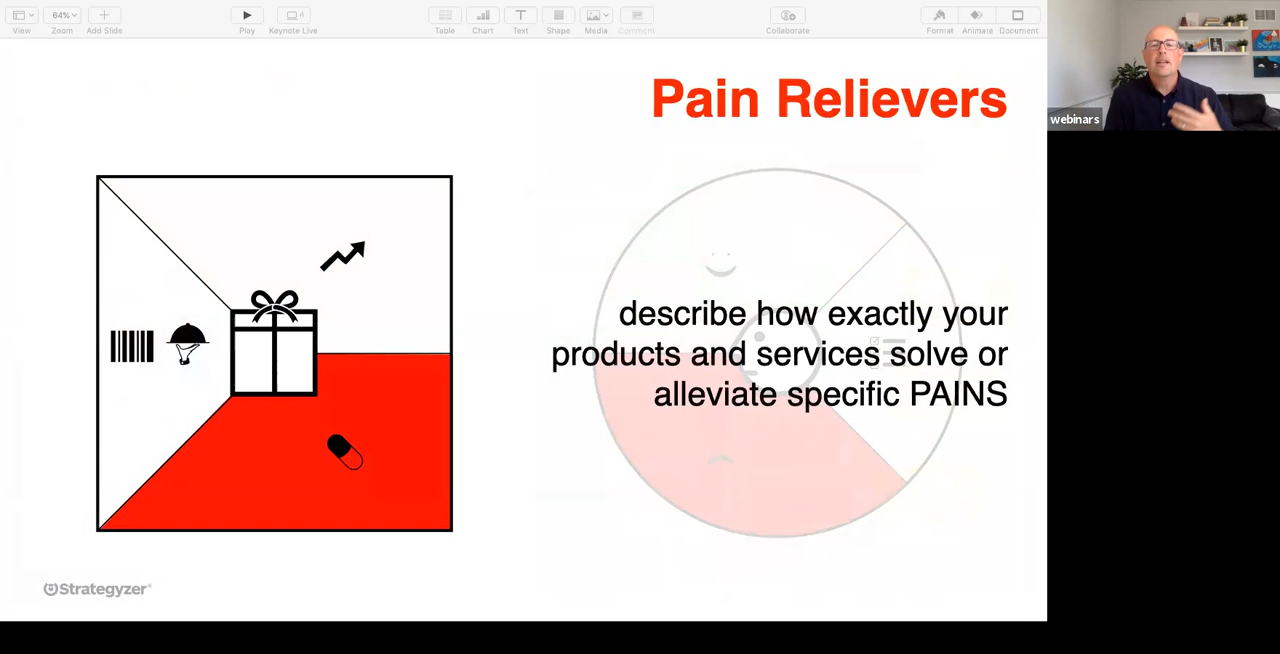 View
64%
Zoom
Add Slide
Play
Keynote Live
Table
Chart
Text
Shape
Media
Comment
Collaborate
Format
Animate
Document
webinars
Pain Relievers
describe how exactly your
products and services solve or
alleviate specific PAINS
Strategyzer